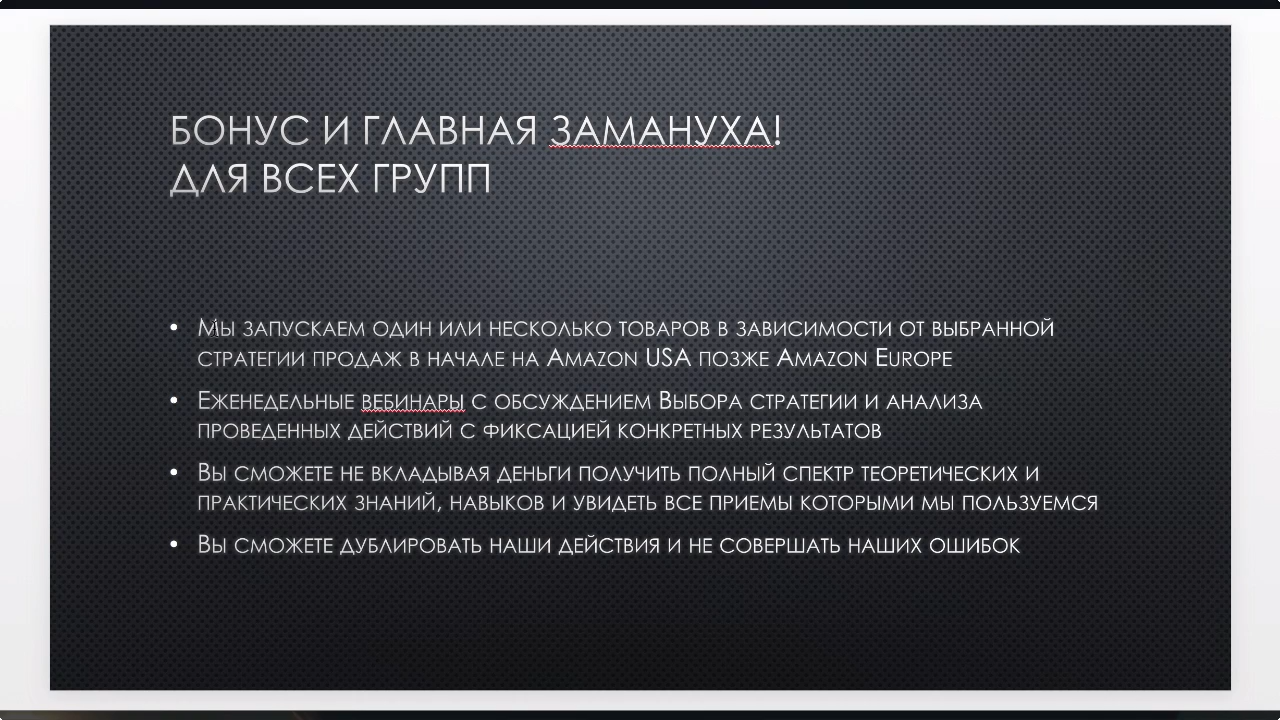 БОНУС И ГЛАВНАЯ ЗАМАНУХА!
ДЛЯ ВСЕХ ГРУПП
• Мы запускаем один или несколько товаров в зависимости от выбранной
стратегии продаж в начале на Amazon USA позже Amazon Europe
• Еженедельные вебинары с обсуждением Выбора стратегии и анализа
проведенных действий с фиксацией конкретных результатов
• Вы сможете не вкладывая деньги получить полный спектр теоретических и
практических знаний, навыков и увидеть все приемы которыми мы пользуемся
• Вы сможете дублировать наши действия и не совершать наших ошибок